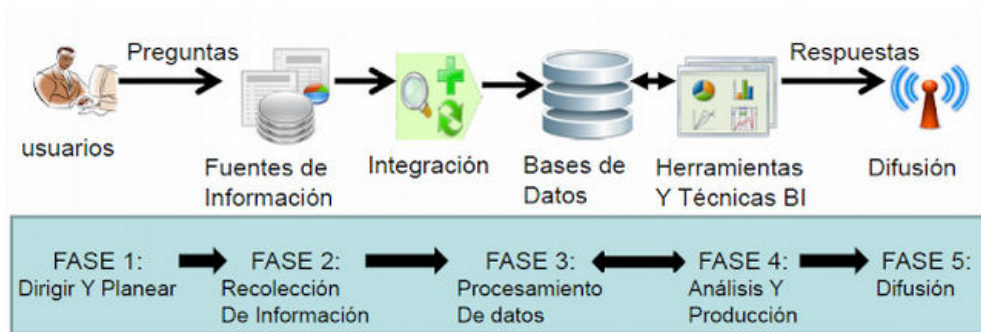 Preguntas
Respuestas
usuarios
Fuentes de
Información
Integración
Bases de
Datos
Herramientas
Y Técnicas BI
Difusión
FASE 1:
Dirigir Y Planear
FASE 2:
Recolección
De Información
FASE 3:
Procesamiento
De datos
FASE 4:
Análisis Y
Producción
FASE 5:
Difusión